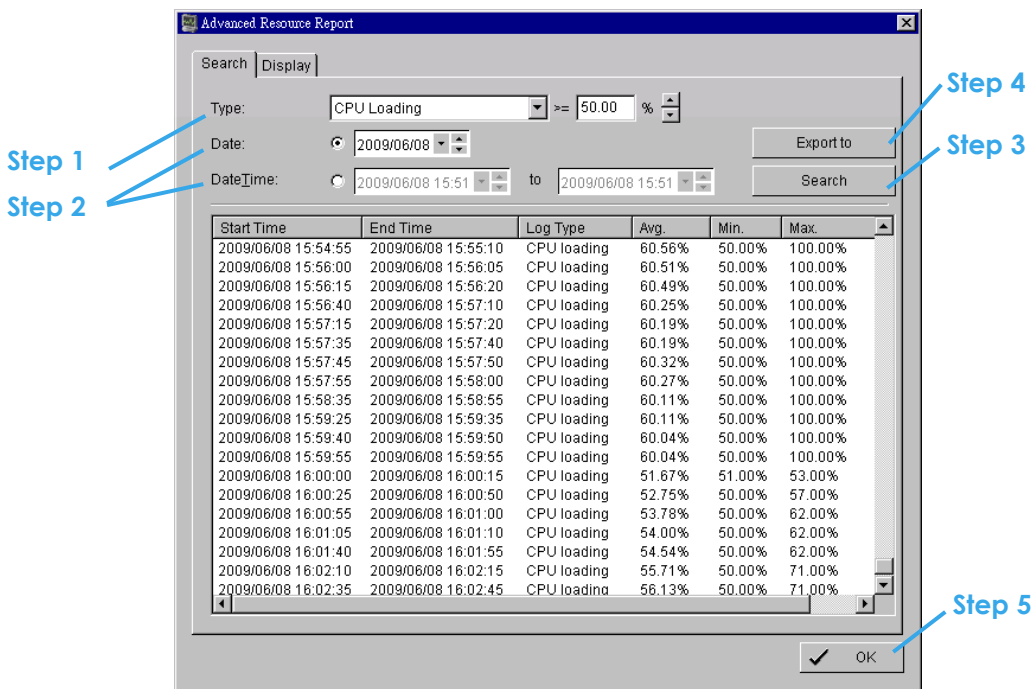 Advanced Resource Report
Search Display
Type: CPU Loading >= 50.00 %
Step 4
Date: 2009/06/08 Export to
Step 3
Step 1
DateTime: 2009/06/08 15:51 to 2009/06/08 15:51 Search
Step 2
Start Time End Time Log Type Avg. Min. Max.
2009/06/08 15:54:55 2009/06/08 15:55:10 CPU loading 60.56% 50.00% 100.00%
2009/06/08 15:56:00 2009/06/08 15:56:05 CPU loading 60.51% 50.00% 100.00%
2009/06/08 15:56:15 2009/06/08 15:56:20 CPU loading 60.49% 50.00% 100.00%
2009/06/08 15:56:40 2009/06/08 15:57:10 CPU loading 60.25% 50.00% 100.00%
2009/06/08 15:57:15 2009/06/08 15:57:20 CPU loading 60.19% 50.00% 100.00%
2009/06/08 15:57:35 2009/06/08 15:57:40 CPU loading 60.19% 50.00% 100.00%
2009/06/08 15:57:45 2009/06/08 15:57:50 CPU loading 60.32% 50.00% 100.00%
2009/06/08 15:57:55 2009/06/08 15:58:00 CPU loading 60.27% 50.00% 100.00%
2009/06/08 15:58:35 2009/06/08 15:58:55 CPU loading 60.11% 50.00% 100.00%
2009/06/08 15:59:25 2009/06/08 15:59:35 CPU loading 60.11% 50.00% 100.00%
2009/06/08 15:59:40 2009/06/08 15:59:50 CPU loading 60.04% 50.00% 100.00%
2009/06/08 15:59:55 2009/06/08 15:59:55 CPU loading 60.04% 50.00% 100.00%
2009/06/08 16:00:00 2009/06/08 16:00:15 CPU loading 51.67% 51.00% 53.00%
2009/06/08 16:00:25 2009/06/08 16:00:50 CPU loading 52.75% 50.00% 57.00%
2009/06/08 16:00:55 2009/06/08 16:01:00 CPU loading 53.78% 50.00% 62.00%
2009/06/08 16:01:05 2009/06/08 16:01:10 CPU loading 54.00% 50.00% 62.00%
2009/06/08 16:01:40 2009/06/08 16:01:55 CPU loading 54.54% 50.00% 62.00%
2009/06/08 16:02:10 2009/06/08 16:02:15 CPU loading 55.71% 50.00% 71.00%
2009/06/08 16:02:35 2009/06/08 16:02:45 CPU loading 56.13% 50.00% 71.00%
Step 5
OK